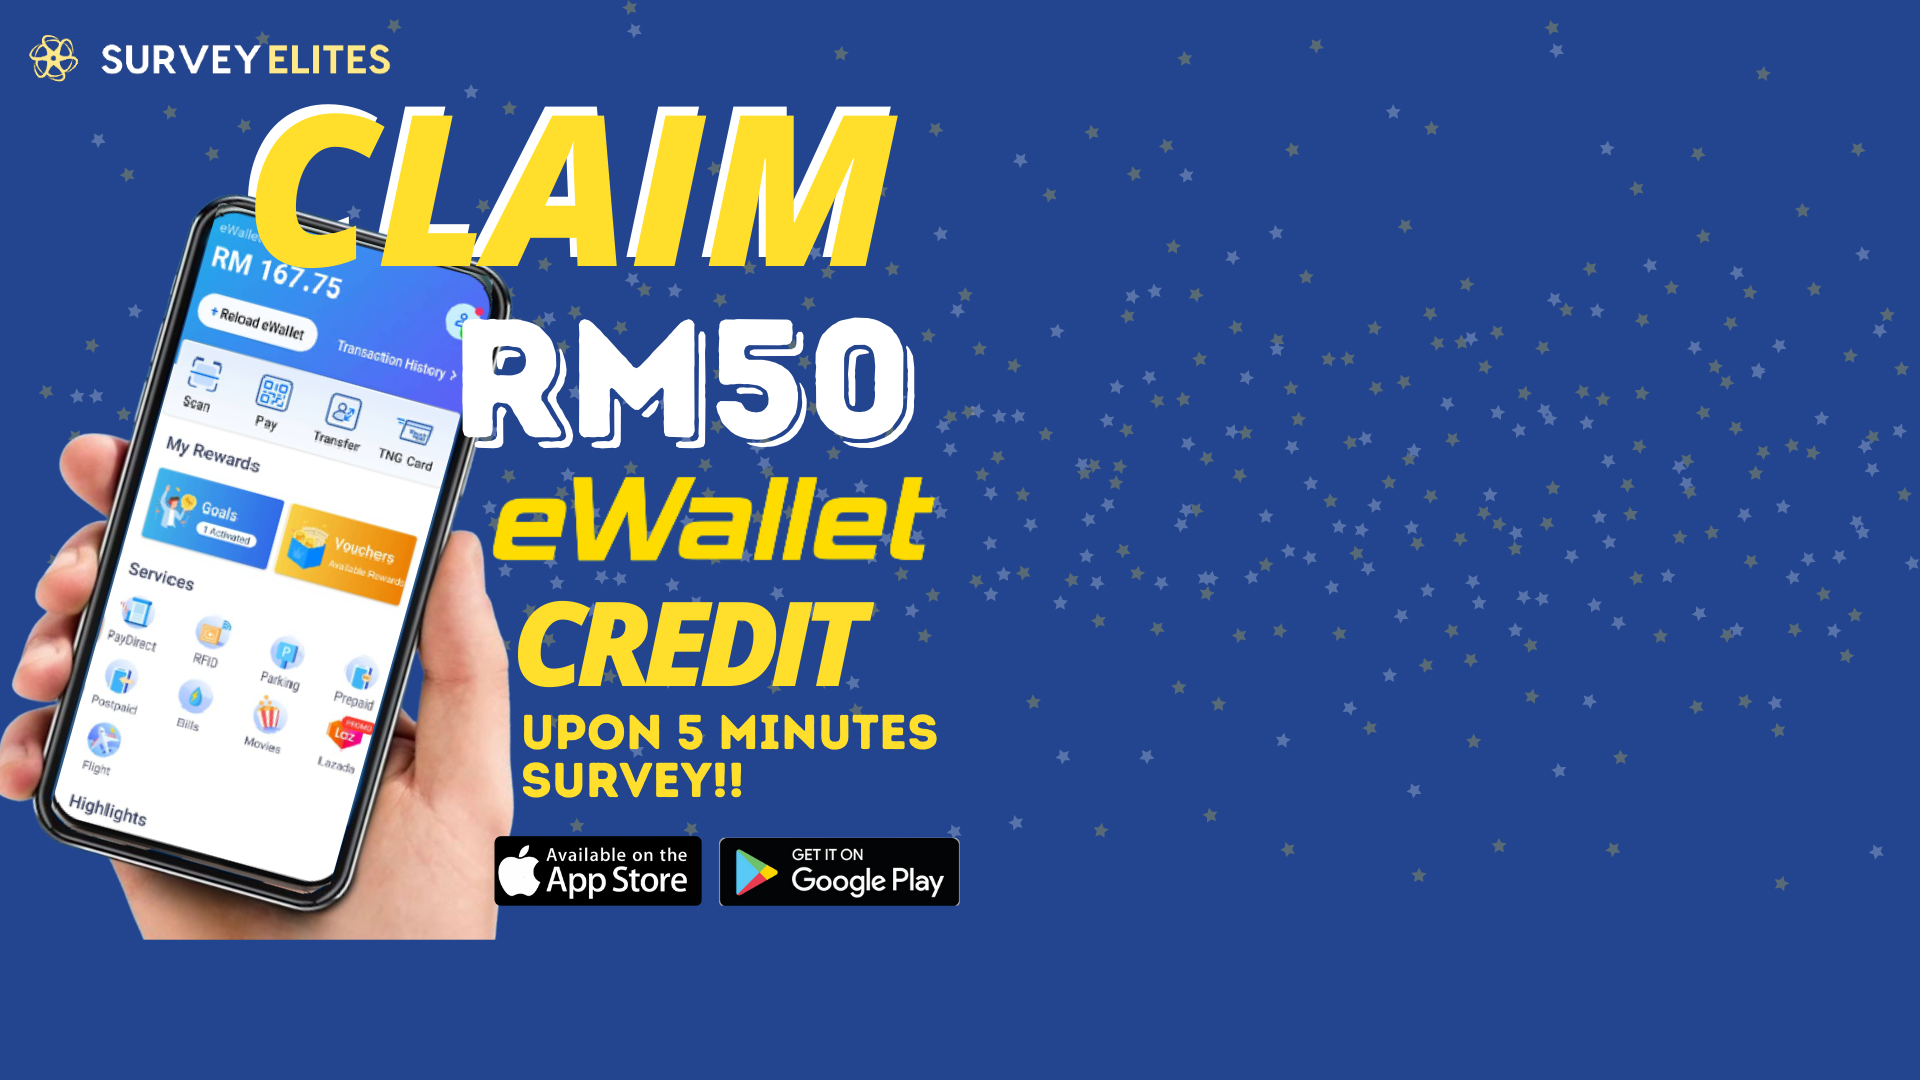 SURVEY ELITES
CLAIM
RM50
eWallet
CREDIT
UPON 5 MINUTES
SURVEY!!
Available on the
App Store
GET IT ON
Google Play
RM 167.75
+ Reload eWallet
Transaction History >
Scan
Pay
Transfer
TNG Card
My Rewards
Goals
1 Activated
Vouchers
Available Rewards
Services
PayDirect
RFID
Parking
Prepaid
Postpaid
Bills
Movies
PROMO
Laz
Lazada
Flight
Highlights